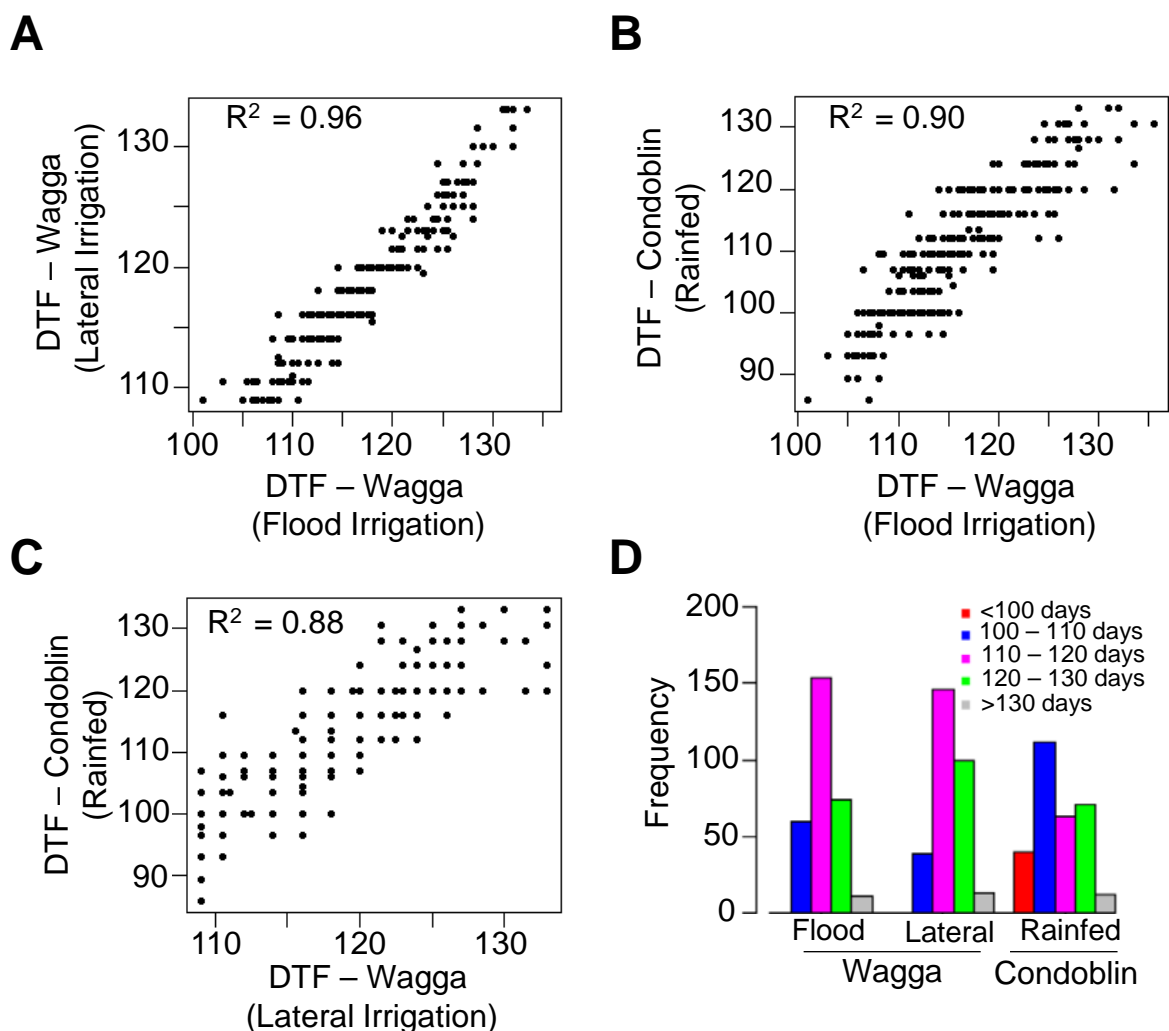 A
R² = 0.96
DTF – Wagga
(Lateral Irrigation)
130
120
110
100 110 120 130
DTF – Wagga
(Flood Irrigation)
B
R² = 0.90
DTF – Condoblin
(Rainfed)
130
120
110
100
90
100 110 120 130
DTF – Wagga
(Flood Irrigation)
C
R² = 0.88
DTF – Condoblin
(Rainfed)
130
120
110
100
90
110 120 130
DTF – Wagga
(Lateral Irrigation)
D
Frequency
200
150
100
50
0
<100 days
100 – 110 days
110 – 120 days
120 – 130 days
>130 days
Flood Lateral Rainfed
Wagga Condoblin